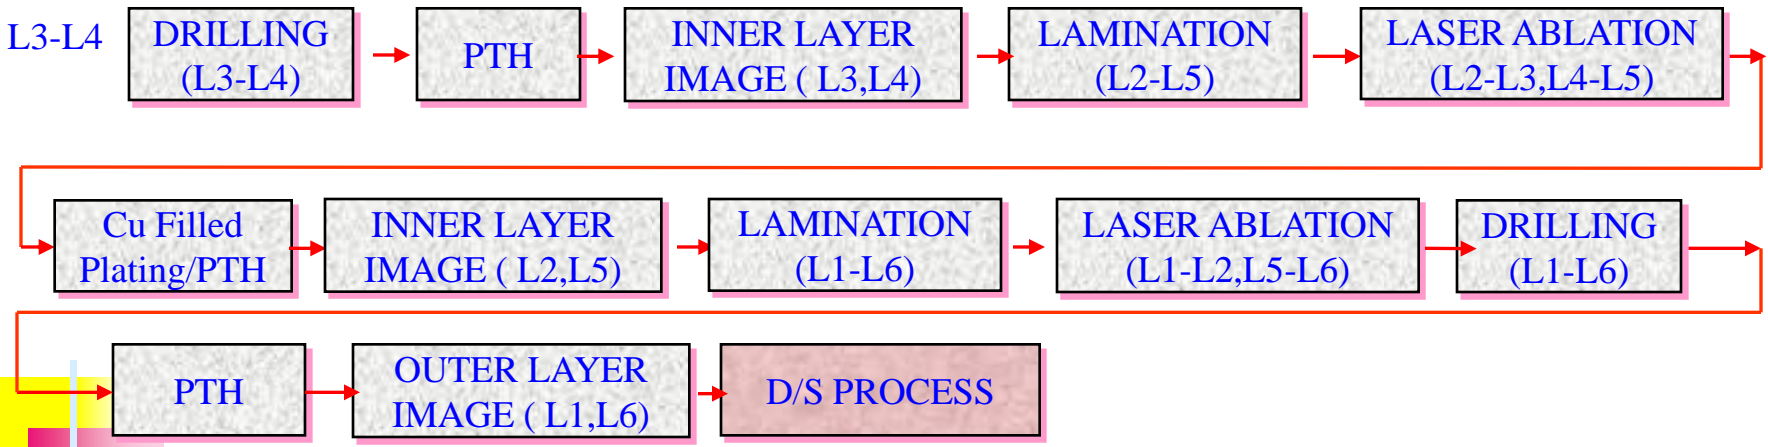 L3-L4
DRILLING
(L3-L4)
PTH
INNER LAYER
IMAGE ( L3,L4)
LAMINATION
(L2-L5)
LASER ABLATION
(L2-L3,L4-L5)
Cu Filled
Plating/PTH
INNER LAYER
IMAGE ( L2,L5)
LAMINATION
(L1-L6)
LASER ABLATION
(L1-L2,L5-L6)
DRILLING
(L1-L6)
PTH
OUTER LAYER
IMAGE ( L1,L6)
D/S PROCESS